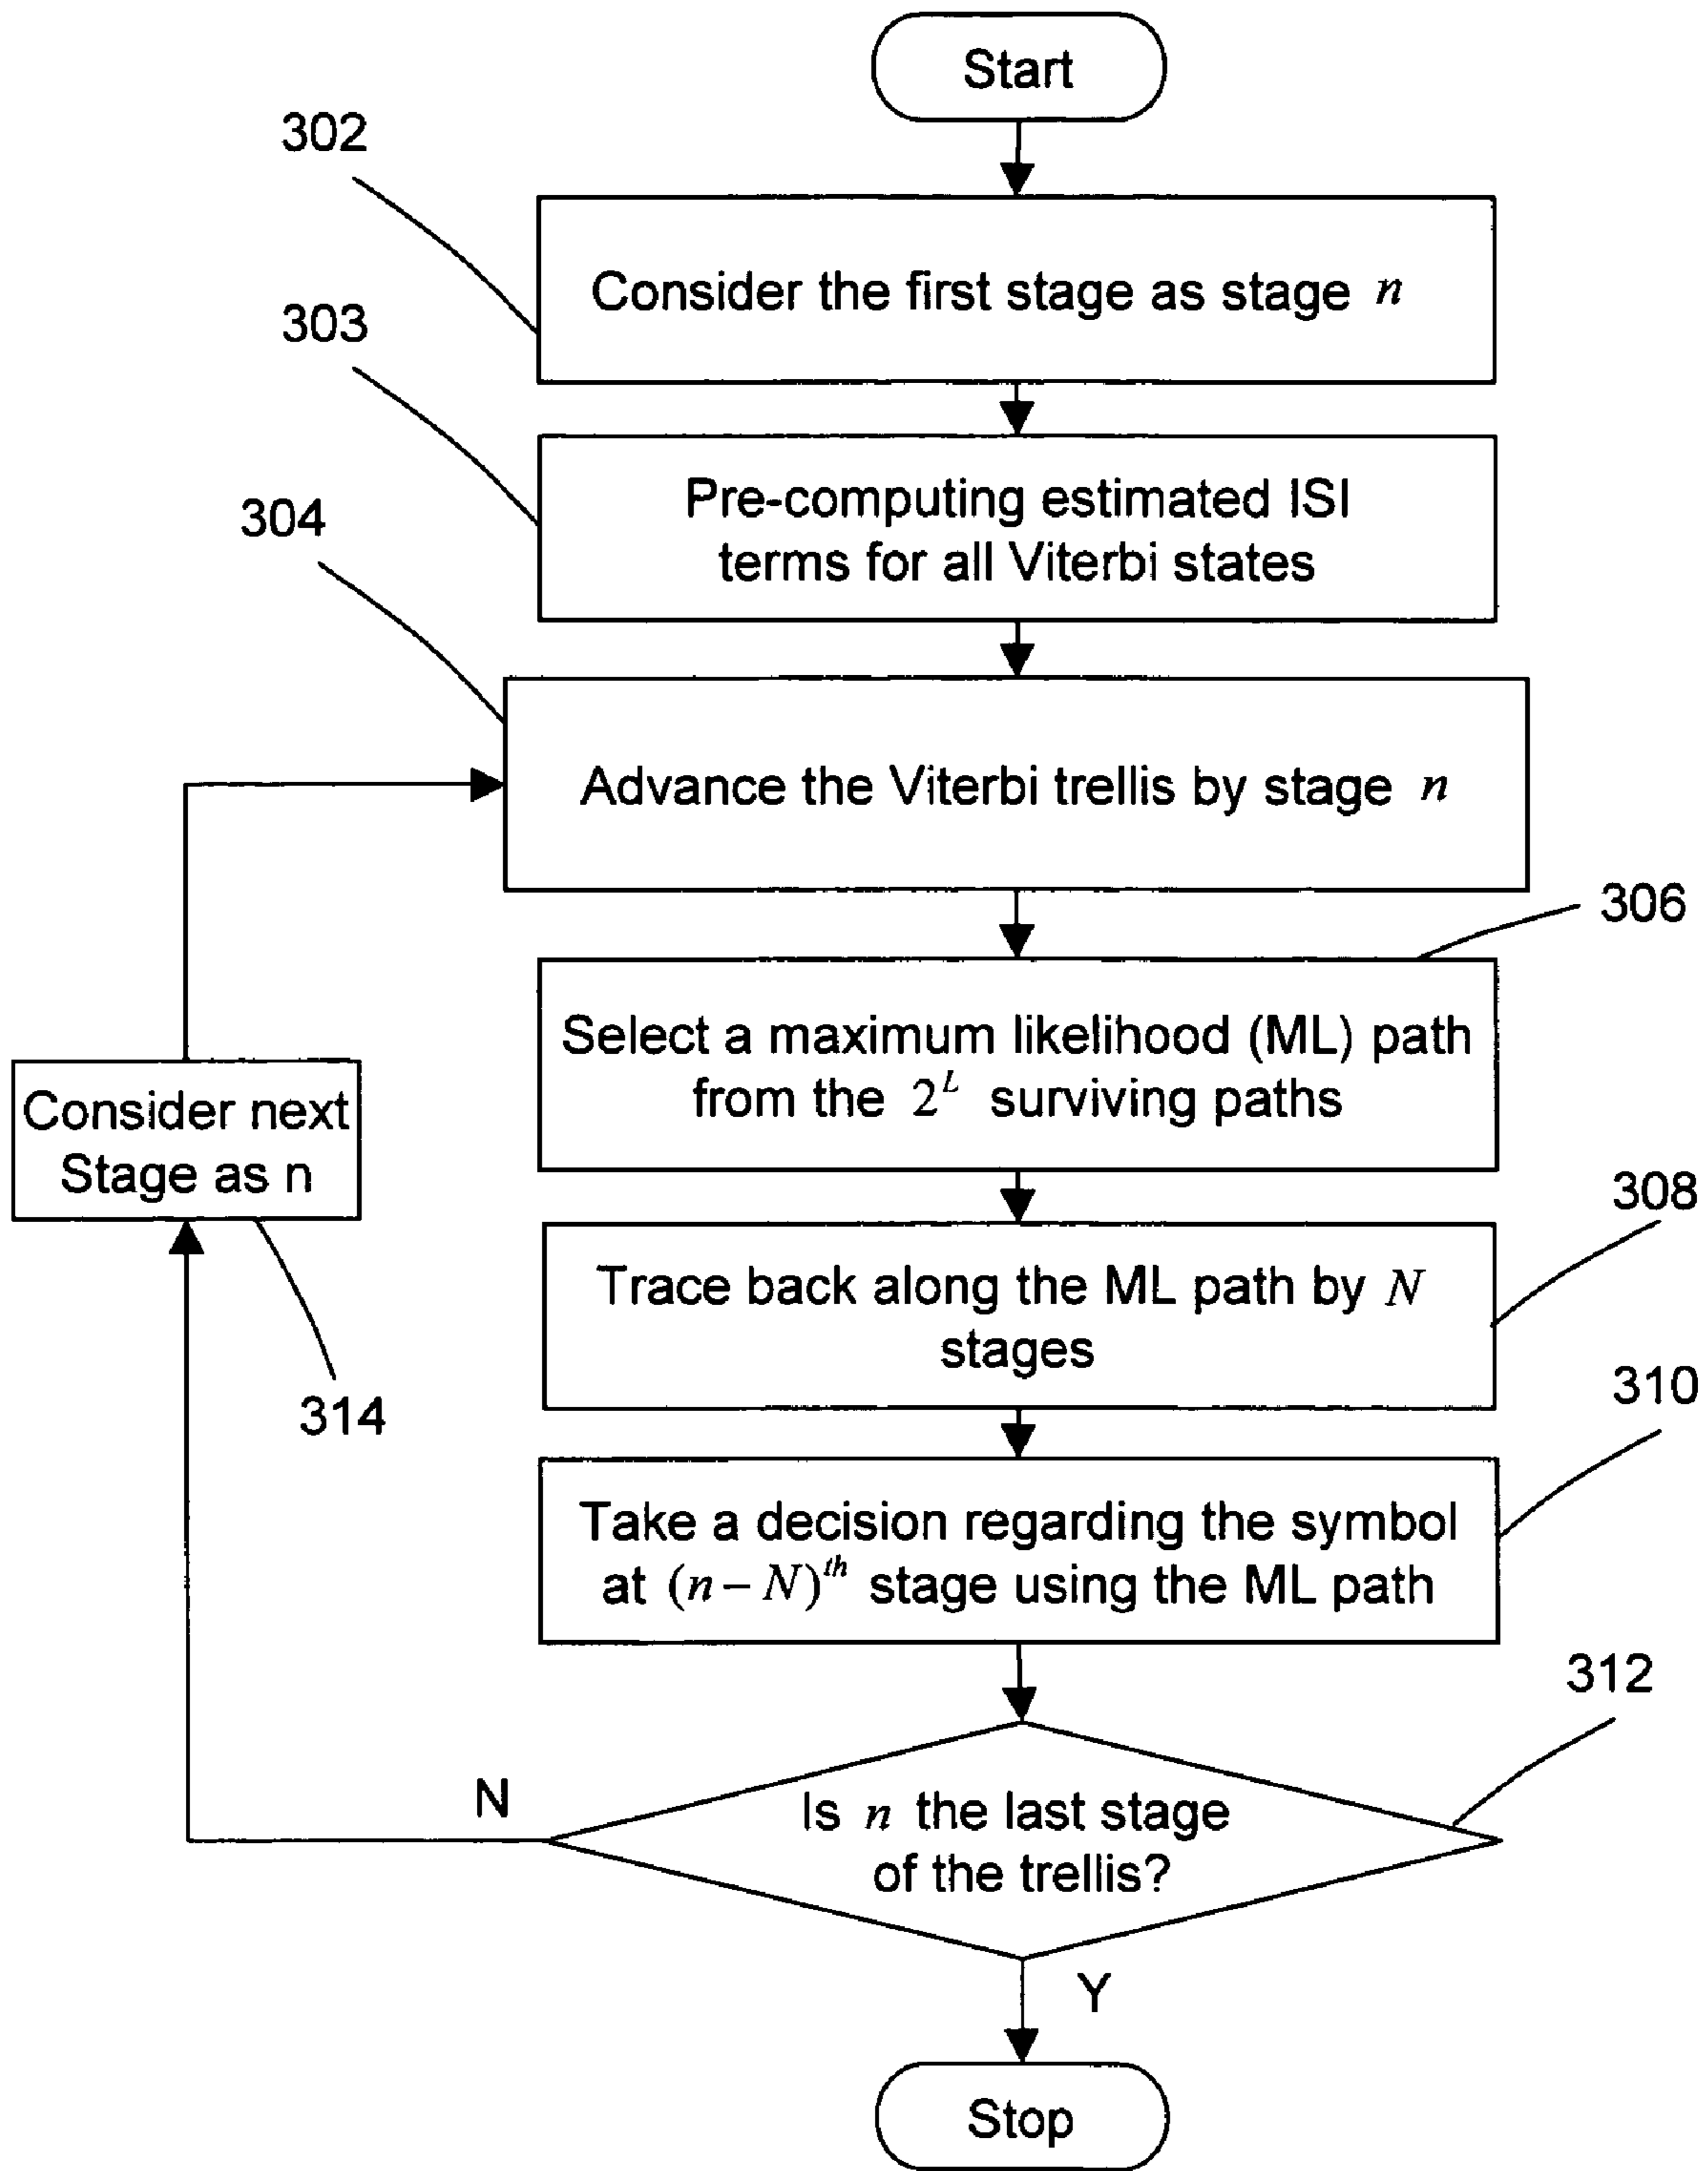 Start
302
Consider the first stage as stage n
303
Pre-computing estimated ISI
terms for all Viterbi states
304
Advance the Viterbi trellis by stage n
306
Select a maximum likelihood (ML) path
from the 2^L surviving paths
Consider next
Stage as n
314
308
Trace back along the ML path by N
stages
310
Take a decision regarding the symbol
at (n – N)^th stage using the ML path
312
Is n the last stage
of the trellis?
N
Y
Stop